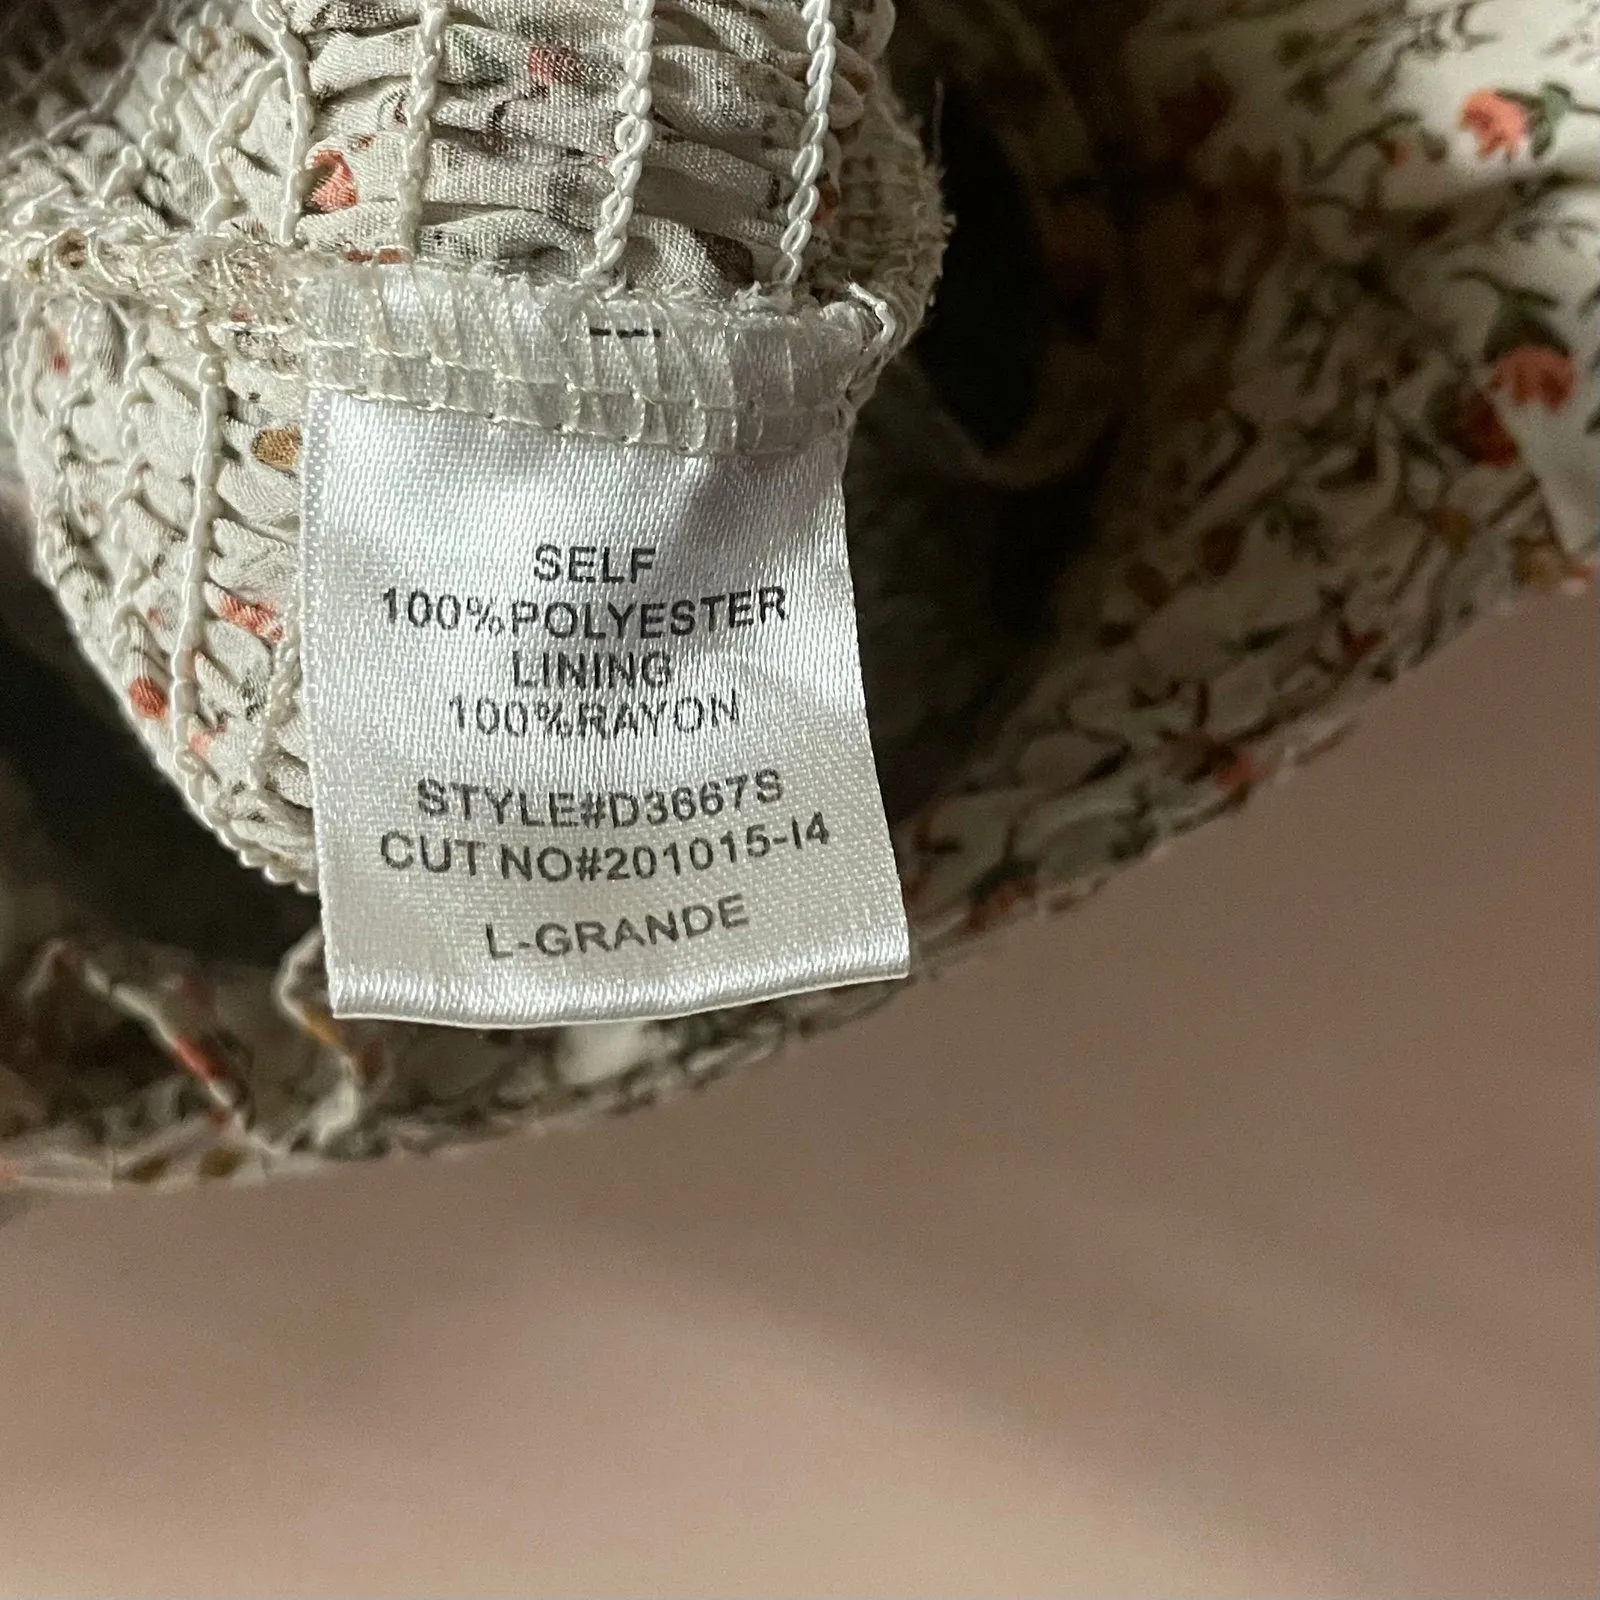 SELF
100%POLYESTER
LINING
100%RAYON
STYLE#D3667S
CUT NO#201015-I4
L-GRANDE